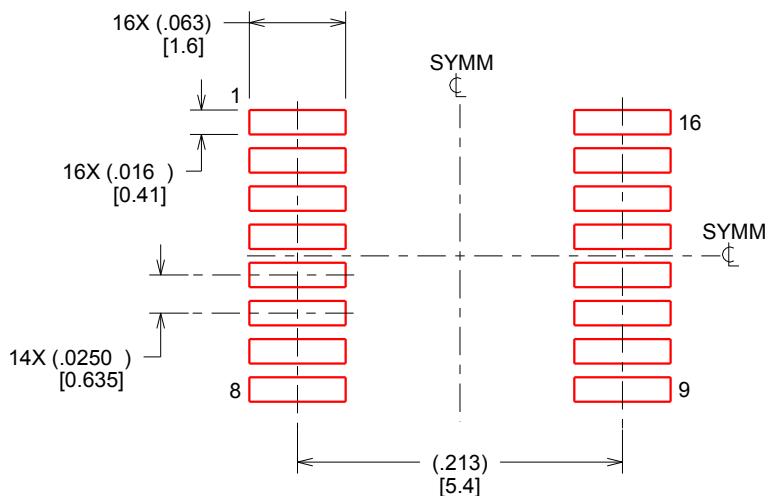 16X (.063)
[1.6]
SYMM
℄
1
16
16X (.016 )
[0.41]
SYMM
℄
14X (.0250 )
[0.635]
8
9
(.213)
[5.4]